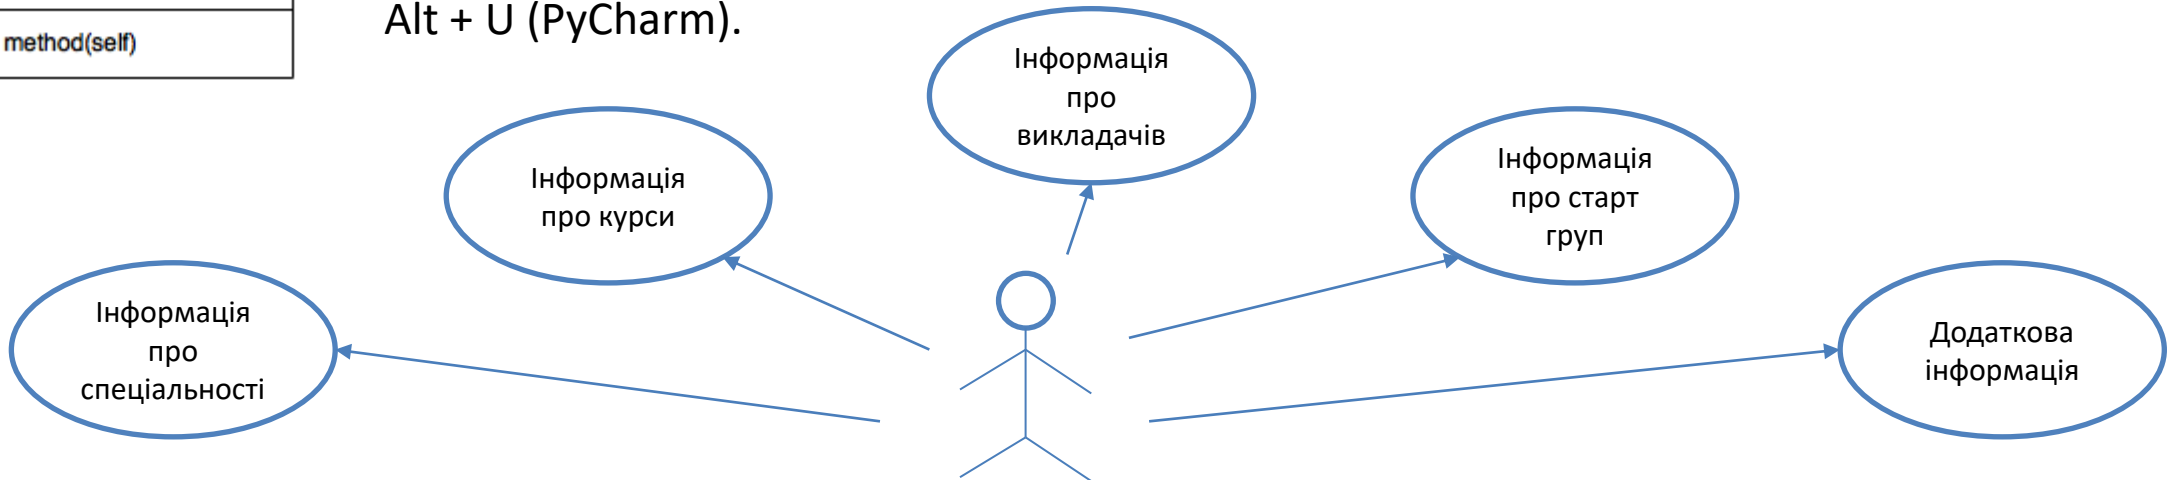 method(self)
Alt + U (PyCharm).
Інформація
про
викладачів
Інформація
про курси
Інформація
про старт
груп
Інформація
про
спеціальності
Додаткова
інформація